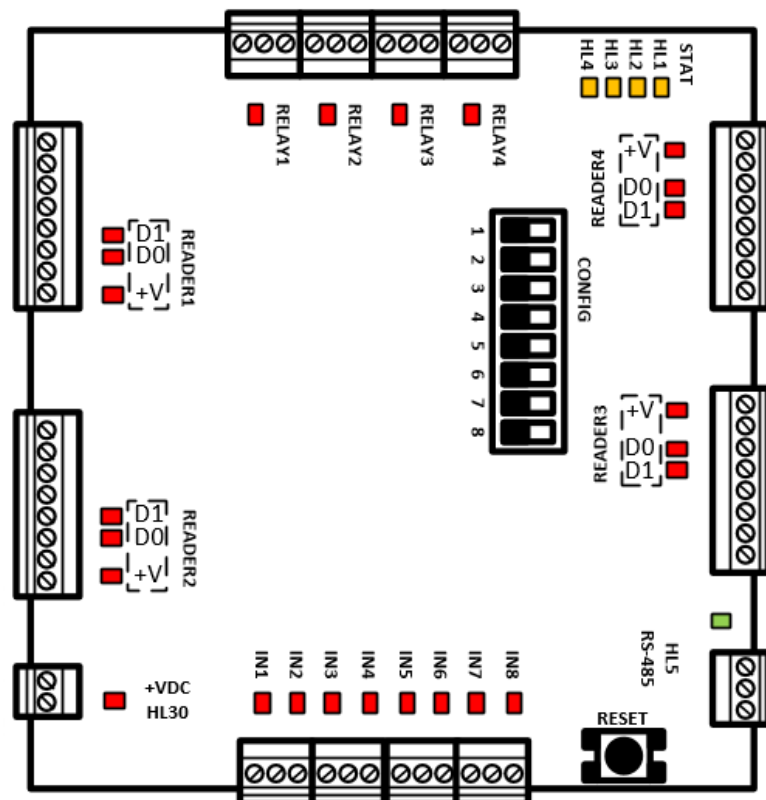 HL4
HL3
HL2
HL1
STAT
RELAY1
RELAY2
RELAY3
RELAY4
READER4
+V
D0
D1
D1
D0
+V
READER1
CONFIG
1
2
3
4
5
6
7
8
READER3
+V
D0
D1
D1
D0
+V
READER2
HL5
RS-485
+VDC
HL30
IN1
IN2
IN3
IN4
IN5
IN6
IN7
IN8
RESET